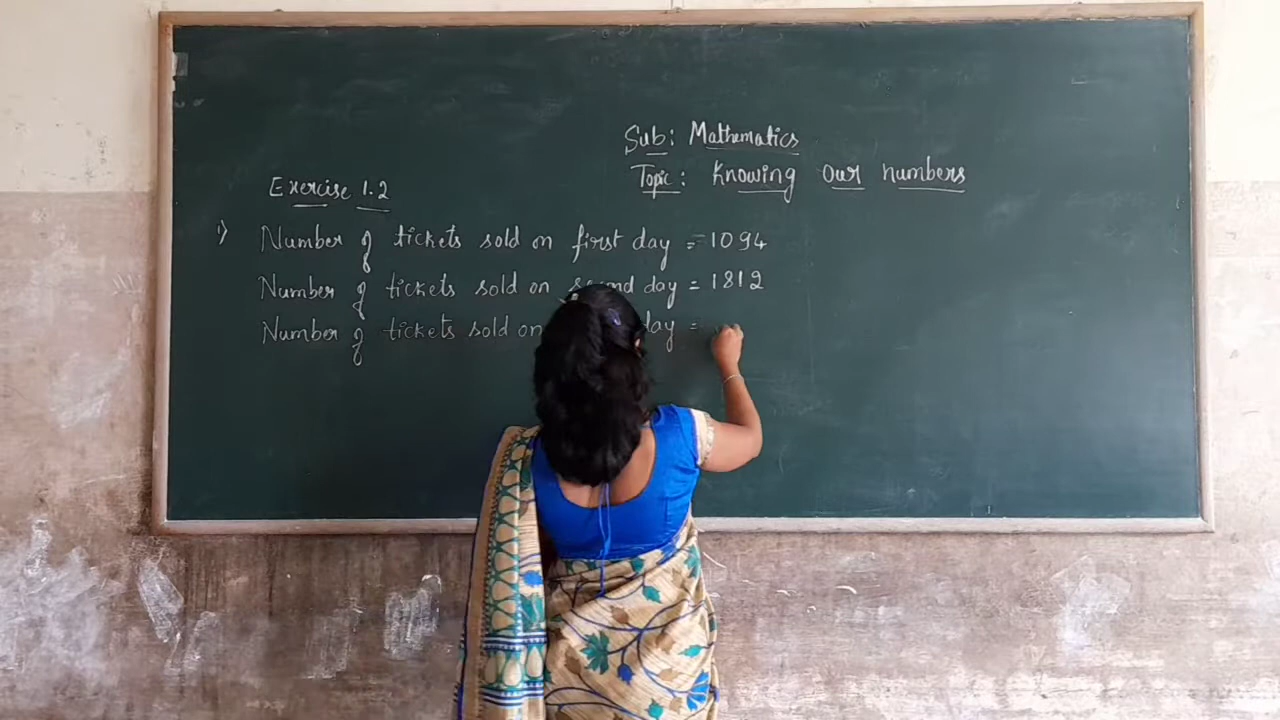 Sub: Mathematics
Topic: Knowing Our numbers
Exercise 1.2
1) Number of tickets sold on first day = 1094
Number of tickets sold on second day = 1812
Number of tickets sold on day =